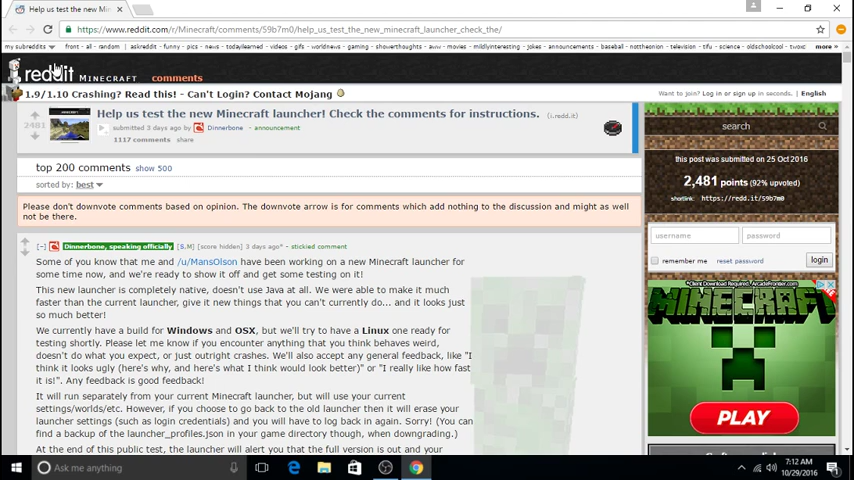 Help us test the new Min
https://www.reddit.com/r/Minecraft/comments/59b7m0/help_us_test_the_new_minecraft_launcher_check_the/
my subreddits front - all - random | askreddit - funny - pics - news - todayilearned - videos - gifs - worldnews - gaming - showerthoughts - aww - movies - mildlyinteresting - jokes - announcements - baseball - nottheonion - television - tifu - science - oldschoolcool - twoxc more »
reddit MINECRAFT comments
1.9/1.10 Crashing? Read this! - Can't Login? Contact Mojang
Want to join? Log in or sign up in seconds. | English
2481
Help us test the new Minecraft launcher! Check the comments for instructions. (i.redd.it)
submitted 3 days ago by Dinnerbone - announcement
1117 comments share
top 200 comments show 500
sorted by: best
Please don't downvote comments based on opinion. The downvote arrow is for comments which add nothing to the discussion and might as well
not be there.
[-] Dinnerbone, speaking officially [S,M] [score hidden] 3 days ago* - stickied comment
Some of you know that me and /u/MansOlson have been working on a new Minecraft launcher for
some time now, and we're ready to show it off and get some testing on it!
This new launcher is completely native, doesn't use Java at all. We were able to make it much
faster than the current launcher, give it new things that you can't currently do... and it looks just
so much better!
We currently have a build for Windows and OSX, but we'll try to have a Linux one ready for
testing shortly. Please let me know if you encounter anything that you think behaves weird,
doesn't do what you expect, or just outright crashes. We'll also accept any general feedback, like "I
think it looks ugly (here's why, and here's what I think would look better)" or "I really like how fast
it is!". Any feedback is good feedback!
It will run separately from your current Minecraft launcher, but will use your current
settings/worlds/etc. However, if you choose to go back to the old launcher then it will erase your
launcher settings (such as login credentials) and you will have to log back in again. Sorry! (You can
find a backup of the launcher_profiles.json in your game directory though, when downgrading.)
At the end of this public test, the launcher will alert you that the full version is out and your
search
this post was submitted on 25 Oct 2016
2,481 points (92% upvoted)
shortlink: https://redd.it/59b7m0
username password
remember me reset password login
MINECRAFT
PLAY
Ask me anything
7:12 AM
10/29/2016